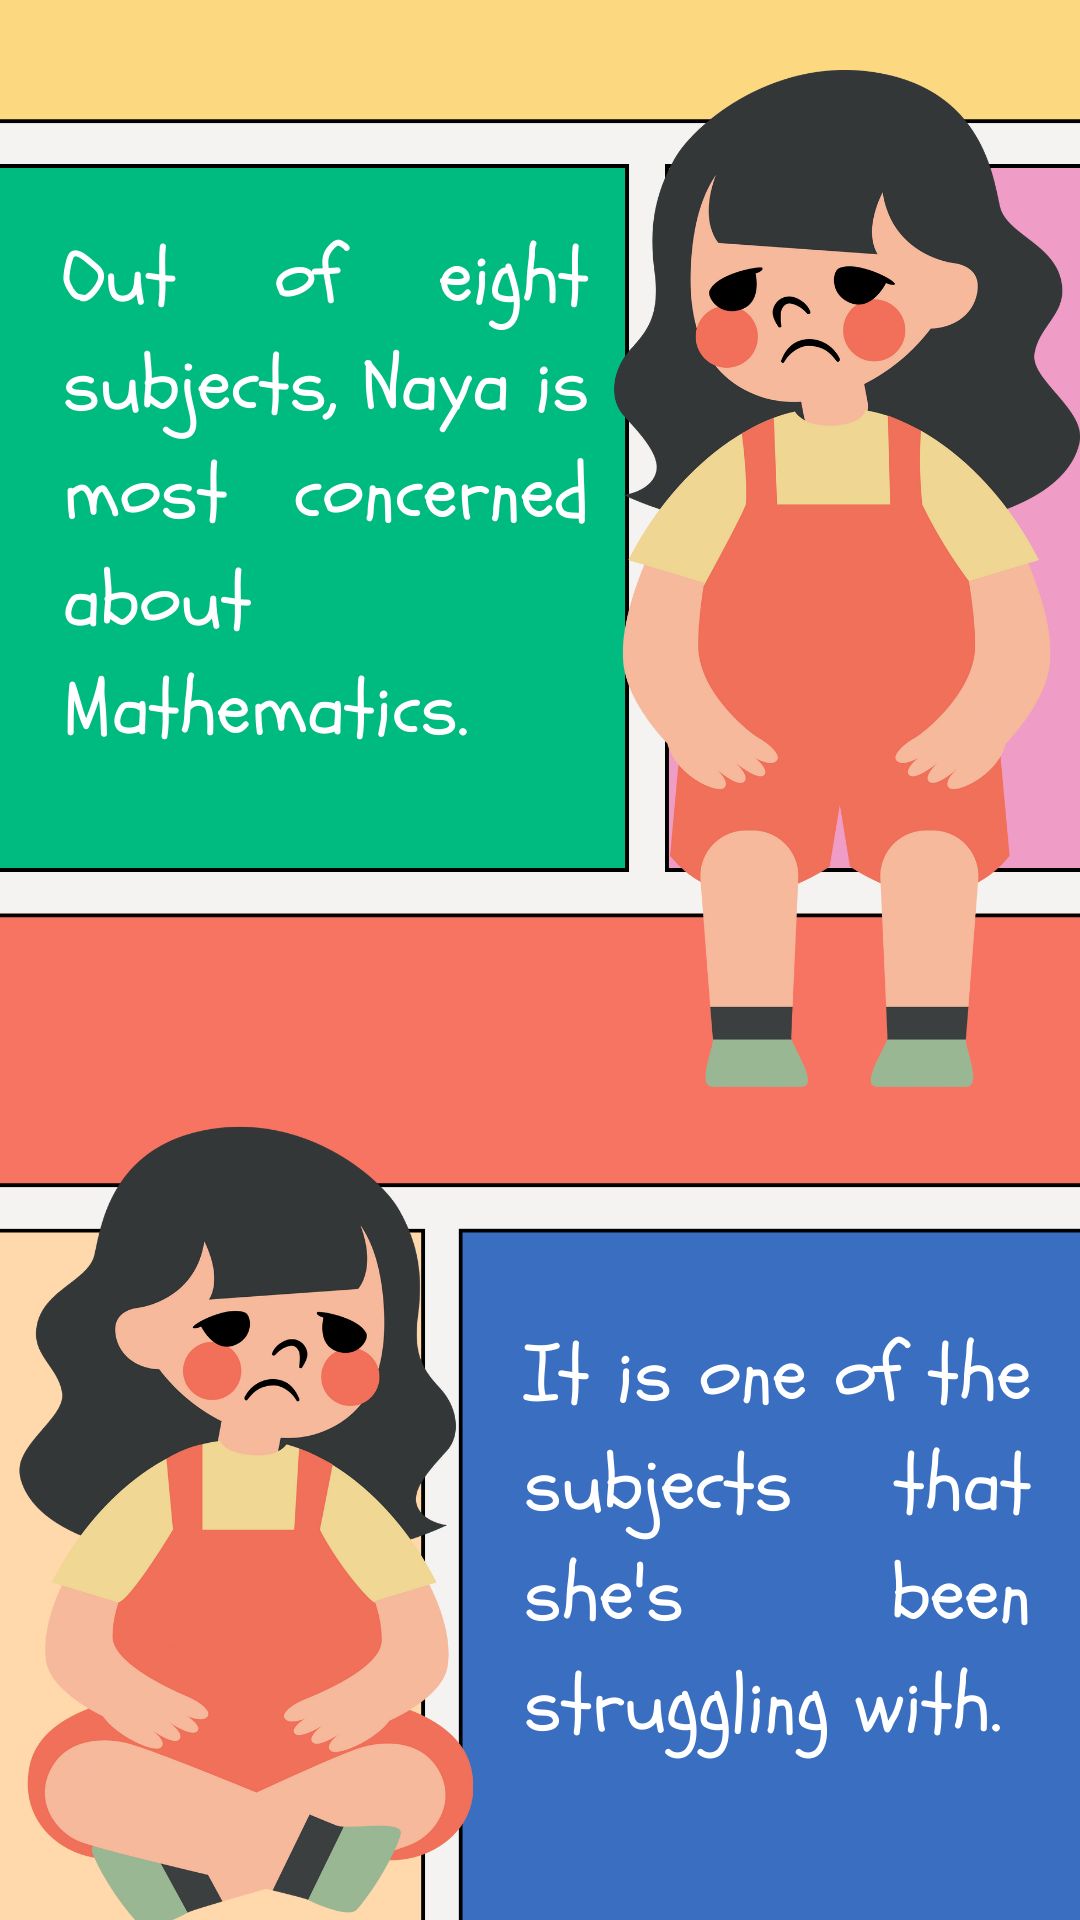 Out of eight
subjects, Naya is
most concerned
about
Mathematics.
It is one of the
subjects that
she's been
struggling with.